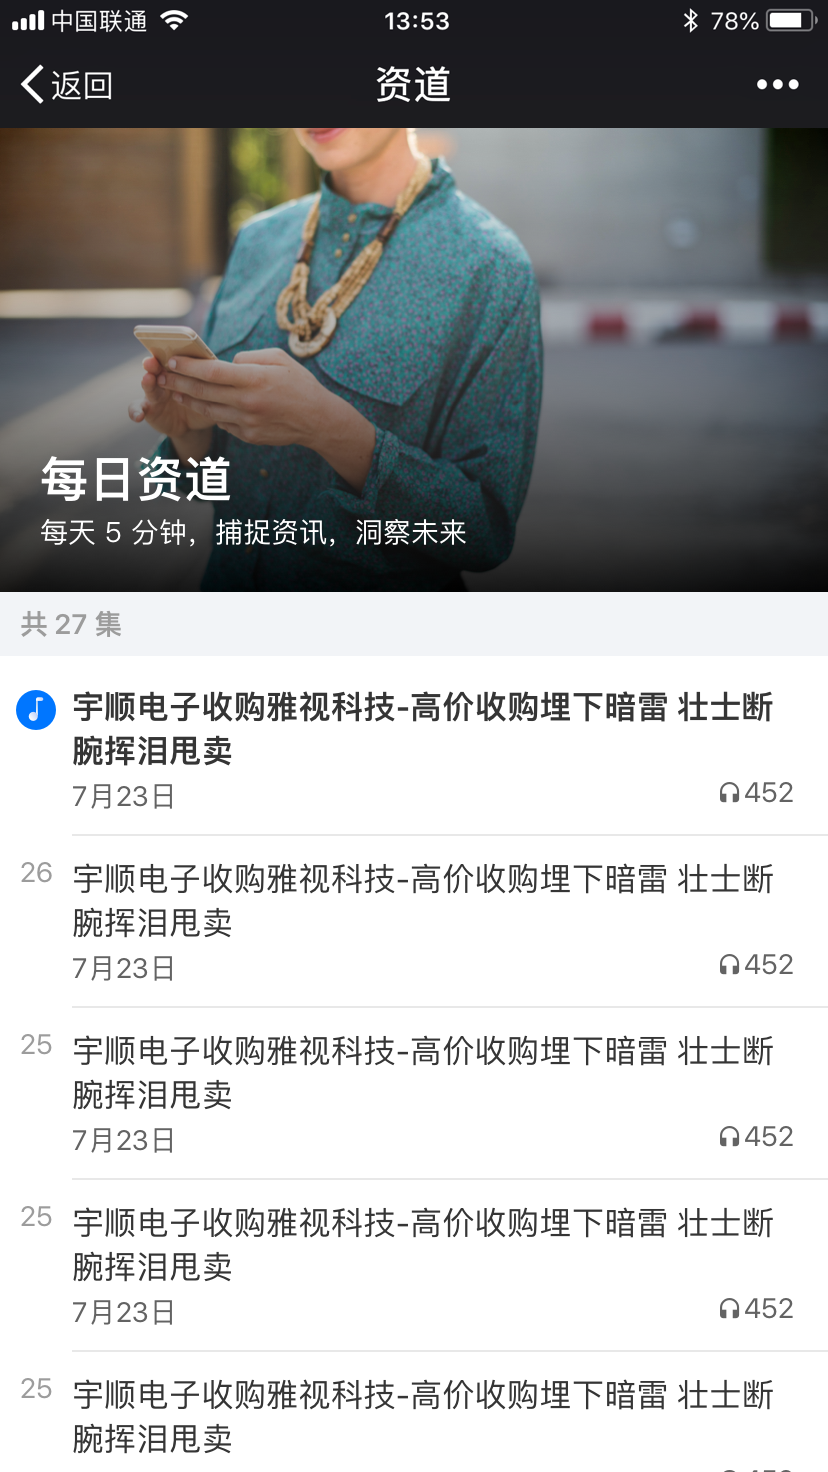 中国联通 13:53 78%
返回 资道
每日资道
每天 5 分钟，捕捉资讯，洞察未来
共 27 集
宇顺电子收购雅视科技-高价收购埋下暗雷 壮士断
腕挥泪甩卖
7月23日 452
26 宇顺电子收购雅视科技-高价收购埋下暗雷 壮士断
腕挥泪甩卖
7月23日 452
25 宇顺电子收购雅视科技-高价收购埋下暗雷 壮士断
腕挥泪甩卖
7月23日 452
25 宇顺电子收购雅视科技-高价收购埋下暗雷 壮士断
腕挥泪甩卖
7月23日 452
25 宇顺电子收购雅视科技-高价收购埋下暗雷 壮士断
腕挥泪甩卖